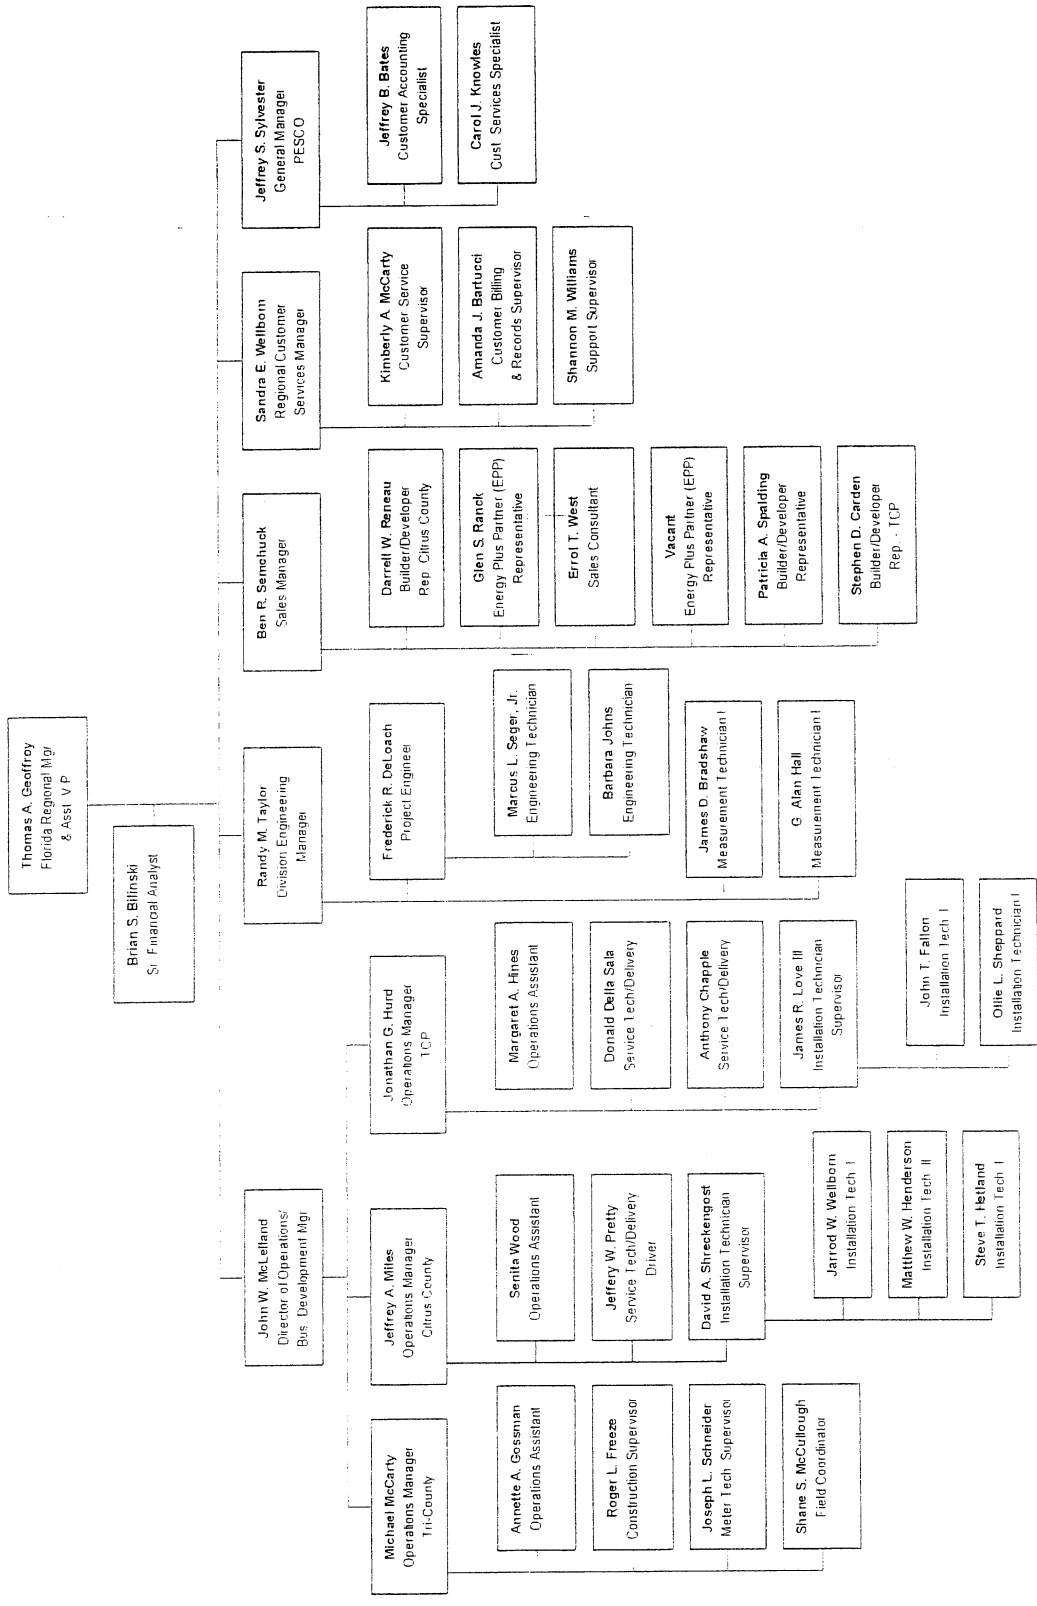 Thomas A. Geoffroy
Florida Regional Mgr
& Asst V P
Brian S. Bilinski
Sr Financial Analyst
John W. McLelland
Director of Operations/
Bus Development Mgr
Randy M. Taylor
Division Engineering
Manager
Ben R. Semchuck
Sales Manager
Sandra E. Wellborn
Regional Customer
Services Manager
Jeffrey S. Sylvester
General Manager
PESCO
Michael McCarty
Operations Manager
Tri-County
Annette A. Gossman
Operations Assistant
Roger L. Freeze
Construction Supervisor
Joseph L. Schneider
Meter Tech Supervisor
Shane S. McCullough
Field Coordinator
Jeffrey A. Miles
Operations Manager
Citrus County
Senita Wood
Operations Assistant
Jeffery W. Pretty
Service Tech/Delivery
Driver
David A. Shreckengost
Installation Technician
Supervisor
Jarrod W. Wellborn
Installation Tech I
Matthew W. Henderson
Installation Tech II
Steve T. Hetland
Installation Tech I
Jonathan G. Hurd
Operations Manager
TCP
Margaret A. Hines
Operations Assistant
Donald Della Sala
Service Tech/Delivery
Anthony Chapple
Service Tech/Delivery
James R. Love III
Installation Technician
Supervisor
John T. Fallon
Installation Tech I
Ollie L. Sheppard
Installation Technician I
Frederick R. DeLoach
Project Engineer
Marcus L. Seger, Jr.
Engineering Technician
Barbara Johns
Engineering Technician
James D. Bradshaw
Measurement Technician I
G. Alan Hall
Measurement Technician I
Darrell W. Reneau
Builder/Developer
Rep Citrus County
Glen S. Ranck
Energy Plus Partner (EPP)
Representative
Errol T. West
Sales Consultant
Vacant
Energy Plus Partner (EPP)
Representative
Patricia A. Spalding
Builder/Developer
Representative
Stephen D. Carden
Builder/Developer
Rep. - TCP
Kimberly A. McCarty
Customer Service
Supervisor
Amanda J. Bartucci
Customer Billing
& Records Supervisor
Shannon M. Williams
Support Supervisor
Jeffrey B. Bates
Customer Accounting
Specialist
Carol J. Knowles
Cust Services Specialist